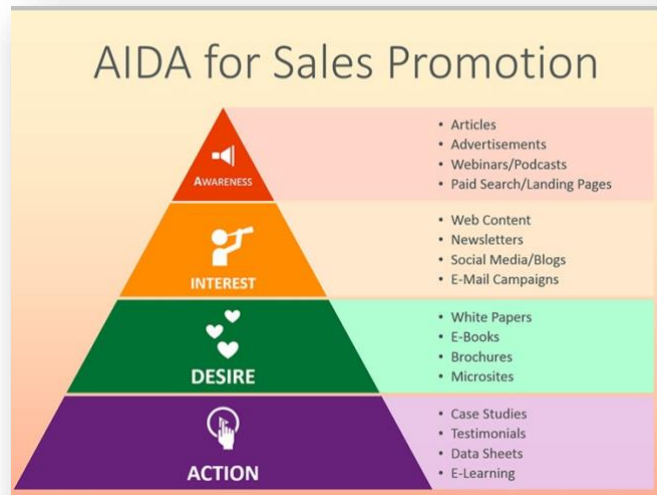 AIDA for Sales Promotion
AWARENESS
• Articles
• Advertisements
• Webinars/Podcasts
• Paid Search/Landing Pages
INTEREST
• Web Content
• Newsletters
• Social Media/Blogs
• E-Mail Campaigns
DESIRE
• White Papers
• E-Books
• Brochures
• Microsites
ACTION
• Case Studies
• Testimonials
• Data Sheets
• E-Learning